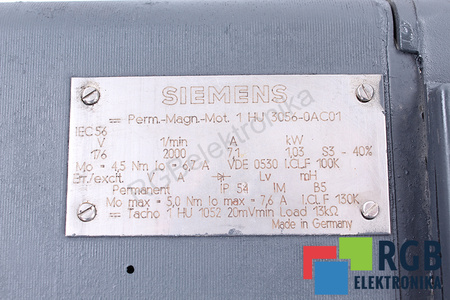 SIEMENS
= Perm.-Magn.-Mot. 1 HU 3056-0AC01
IEC 56
V 1/min A kW
176 2000 7.1 1,03 S3 - 40%
Mo = 4,5 Nm Io = 6,7 A VDE 0530 I.CL.F 100K
Err./excit. V Lv mH
Permanent IP 54 IM B5
Mo max = 5,0 Nm Io max = 7,6 A I.CL.F 130K
= Tacho 1 HU 1052 20mVmin Load 13kΩ
Made in Germany
RGB
ELEKTRONIKA